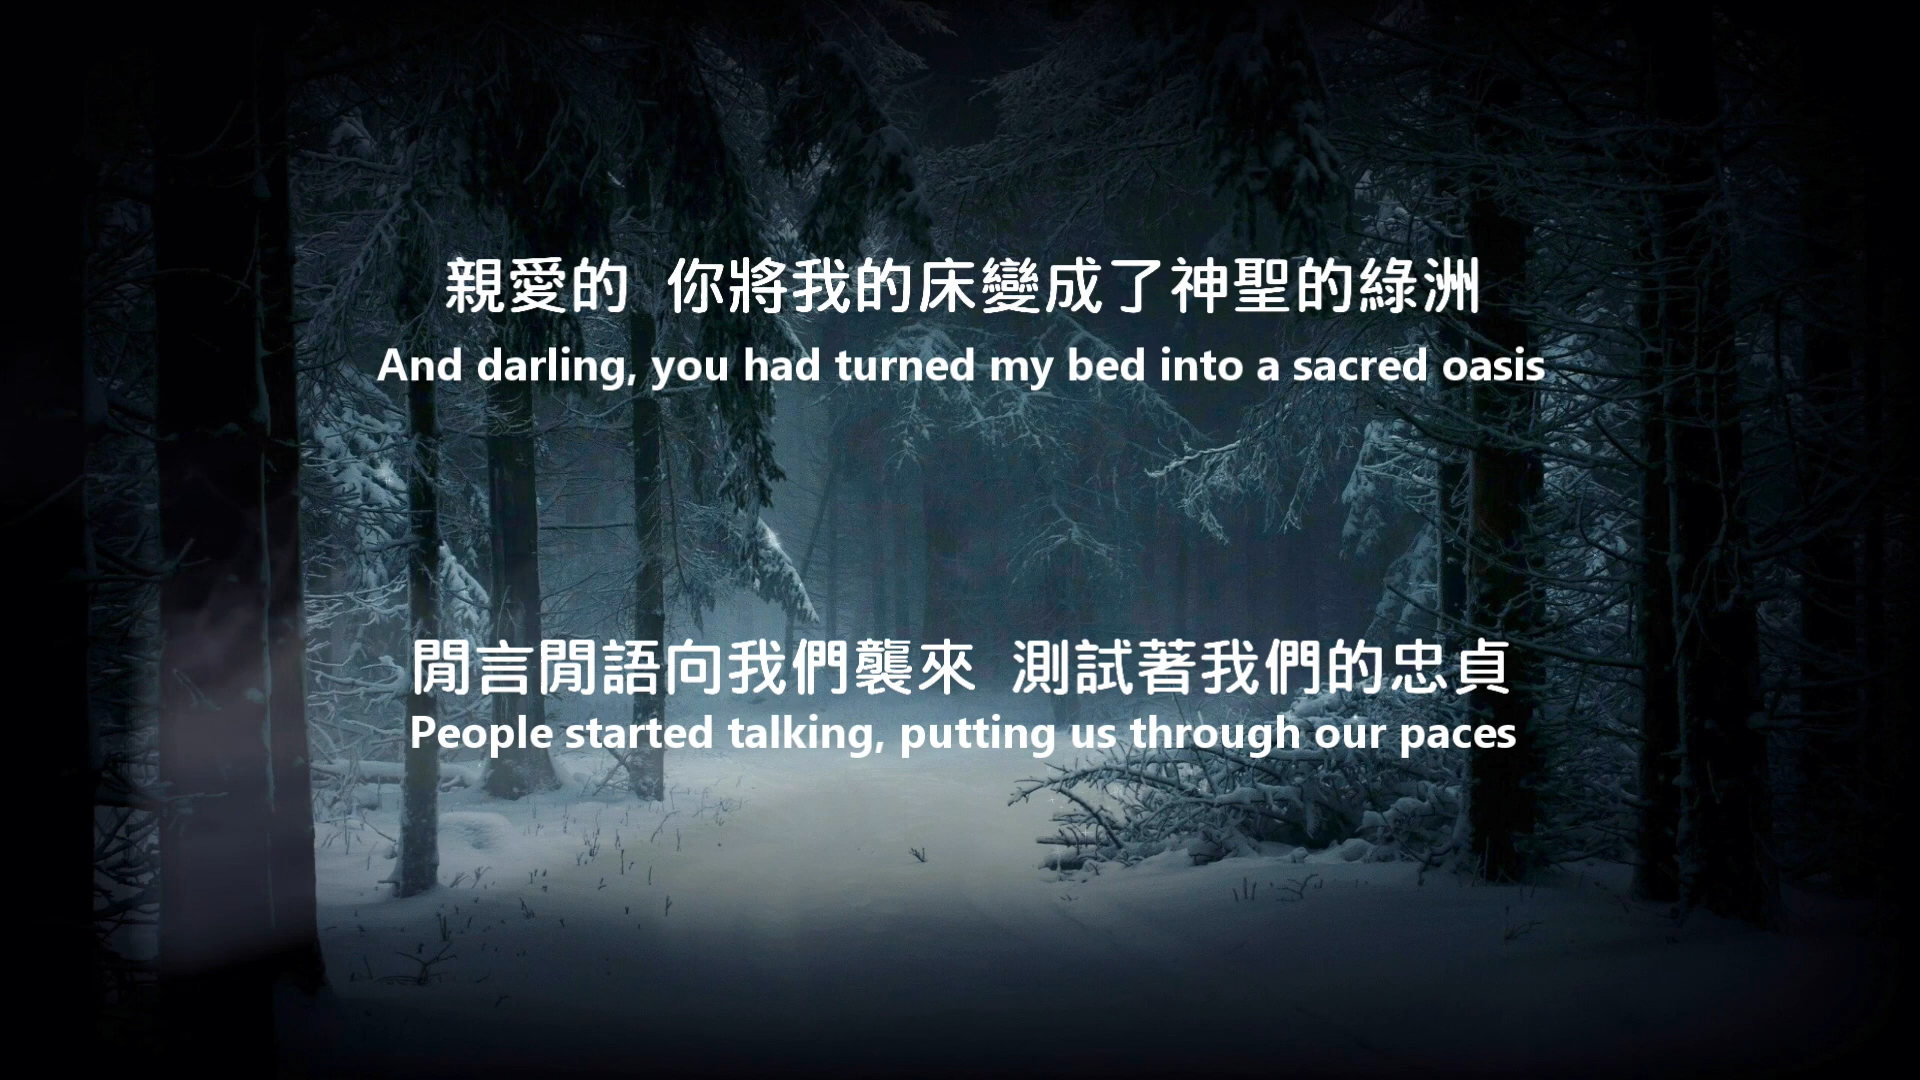 親愛的 你將我的床變成了神聖的綠洲
And darling, you had turned my bed into a sacred oasis
閒言閒語向我們襲來 測試著我們的忠貞
People started talking, putting us through our paces